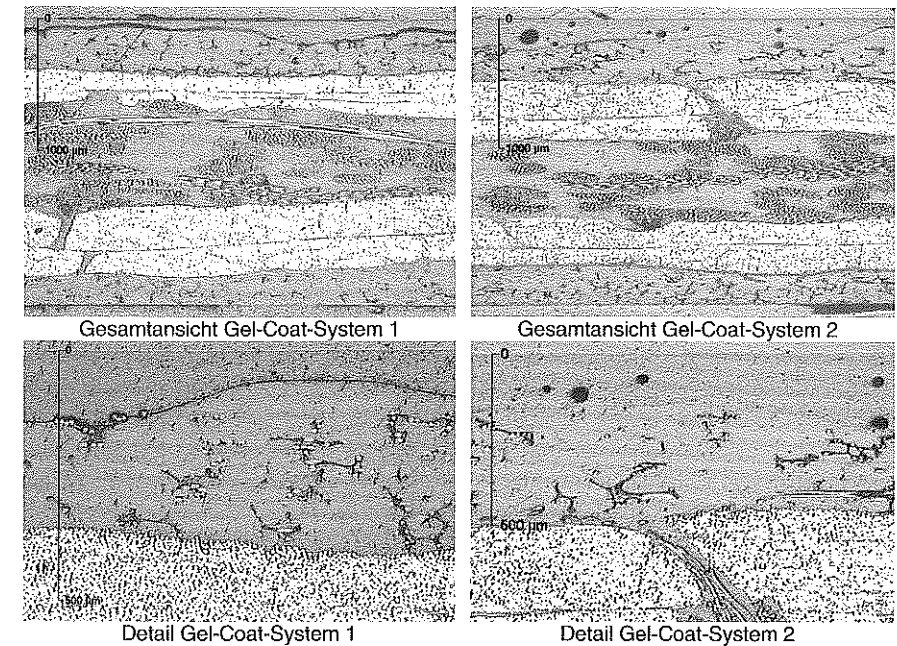 0
0
1000 µm
1000 µm
Gesamtansicht Gel-Coat-System 1
Gesamtansicht Gel-Coat-System 2
0
0
500 µm
500 µm
Detail Gel-Coat-System 1
Detail Gel-Coat-System 2